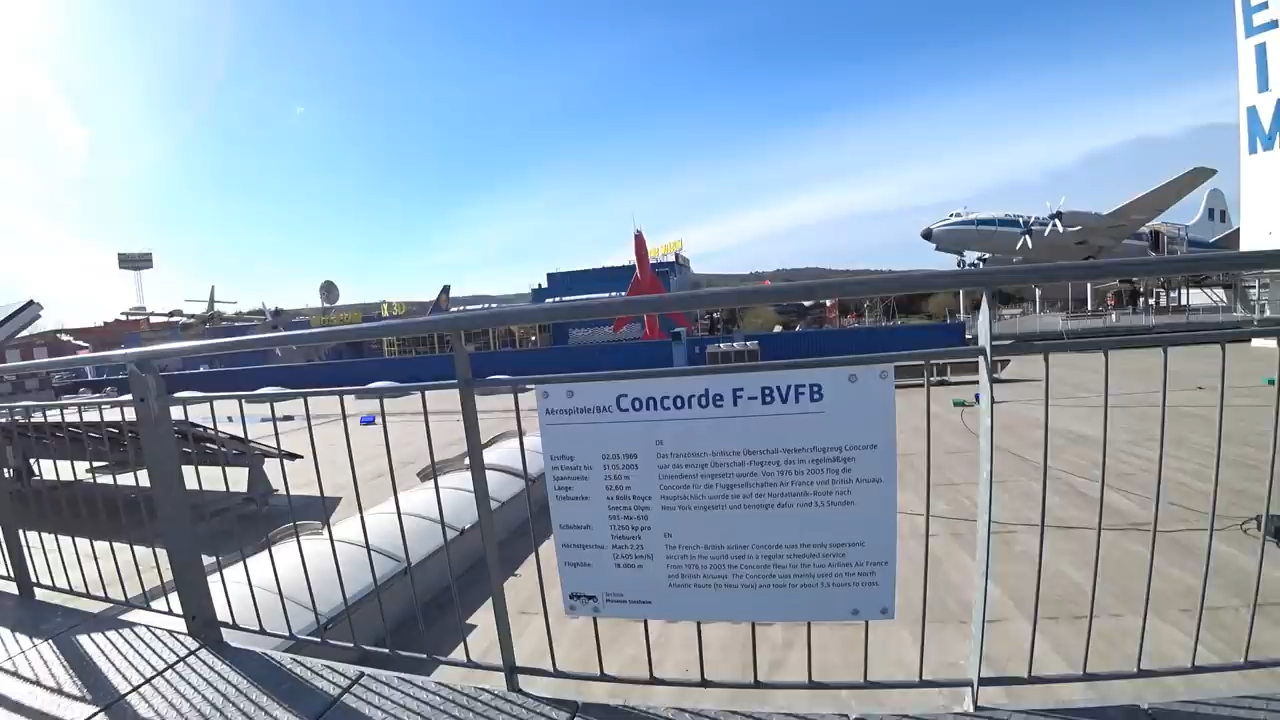 E
I
M
IX 3D
Aérospitale/BAC Concorde F-BVFB
DE
Erstflug: 02.03.1969
Im Einsatz bis: 31.05.2003
Spannweite: 25,60 m
Länge: 62,60 m
Triebwerke: 4x Rolls Royce
Snecma Olym.
593-Mk-610
Schubkraft: 17.260 kp pro
Triebwerk
Höchstgeschw.: Mach 2,23
(2.405 km/h)
Flughöhe: 18.000 m
Das französisch-britische Überschall-Verkehrsflugzeug Concorde
war das einzige Überschall-Flugzeug, das im regelmäßigen
Liniendienst eingesetzt wurde. Von 1976 bis 2003 flog die
Concorde für die Fluggesellschaften Air France und British Airways.
Hauptsächlich wurde sie auf der Nordatlantik-Route nach
New York eingesetzt und benötigte dafür rund 3,5 Stunden.
EN
The French-British airliner Concorde was the only supersonic
aircraft in the world used in a regular scheduled service.
From 1976 to 2003 the Concorde flew for the two Airlines Air France
and British Airways. The Concorde was mainly used on the North
Atlantic Route (to New York) and took for about 3,5 hours to cross.
Technik
Museum Sinsheim